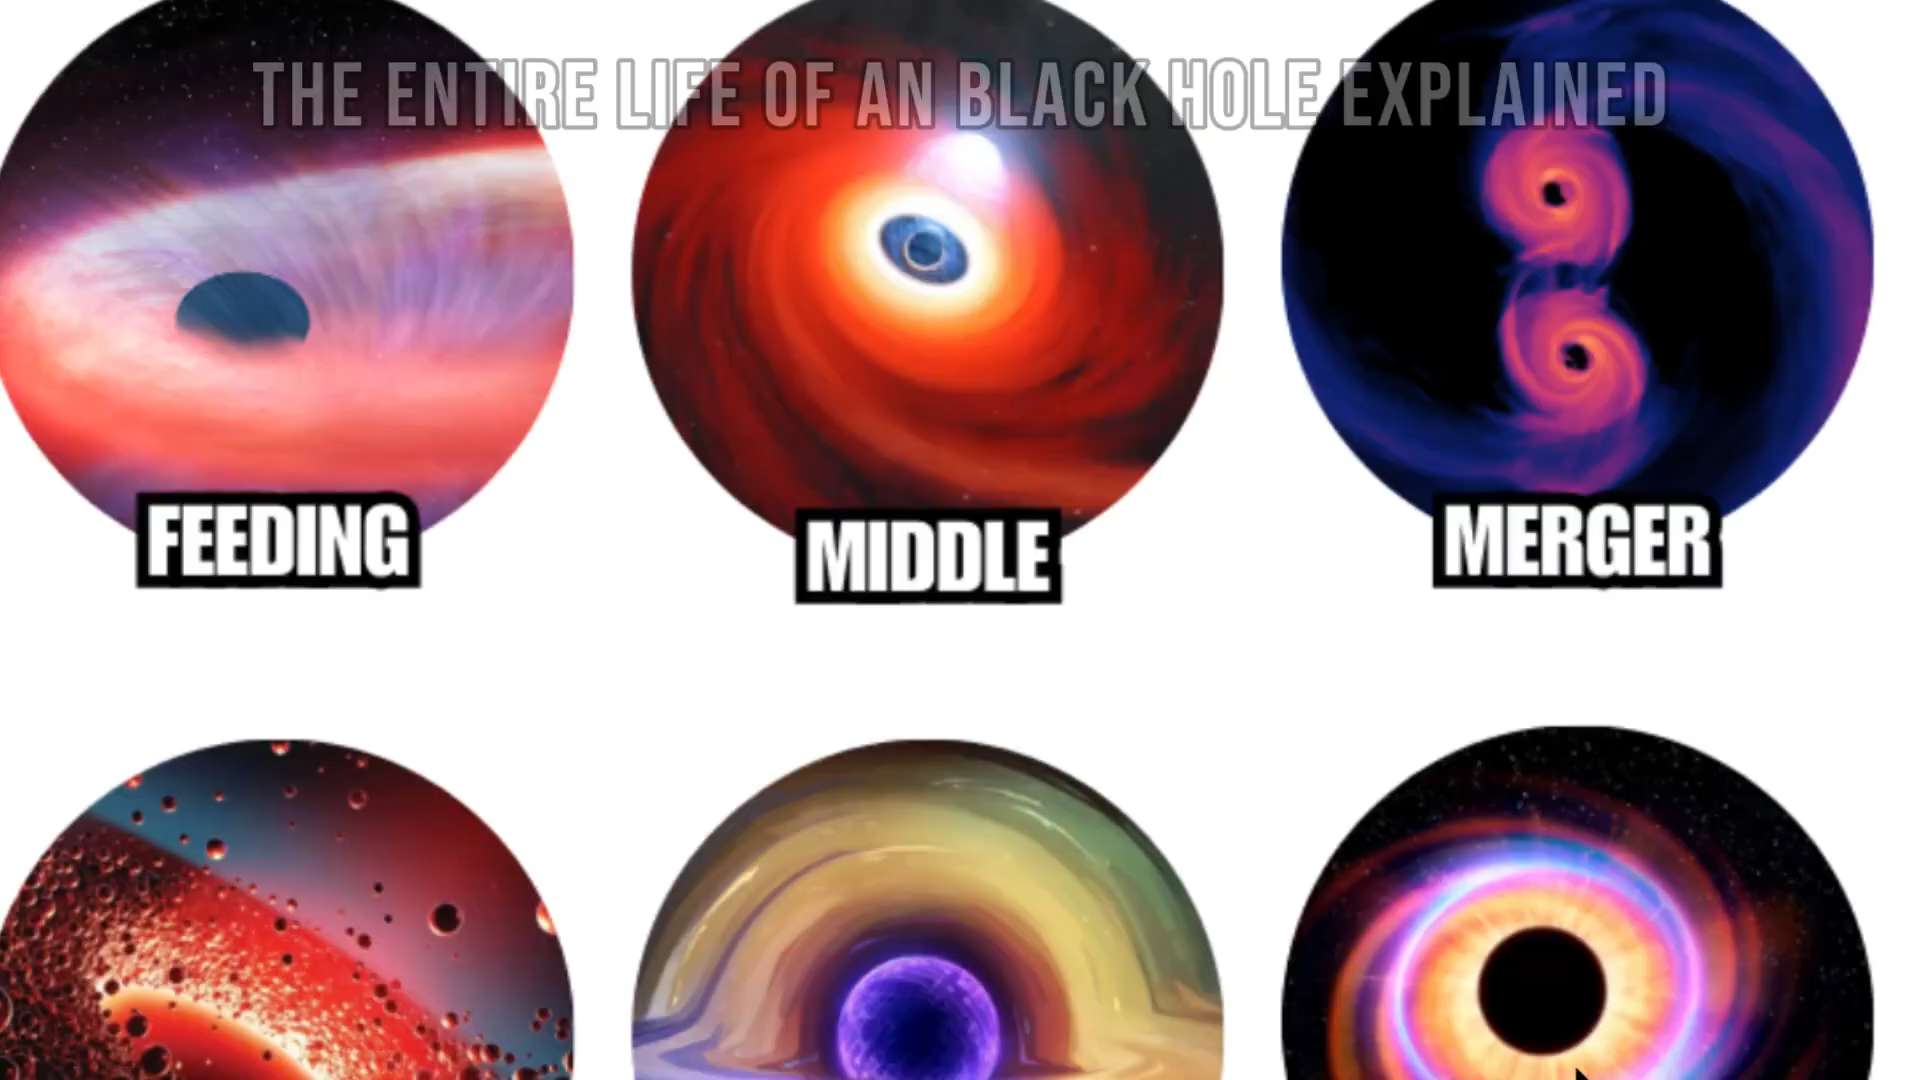 THE ENTIRE LIFE OF AN BLACK HOLE EXPLAINED
FEEDING
MIDDLE
MERGER